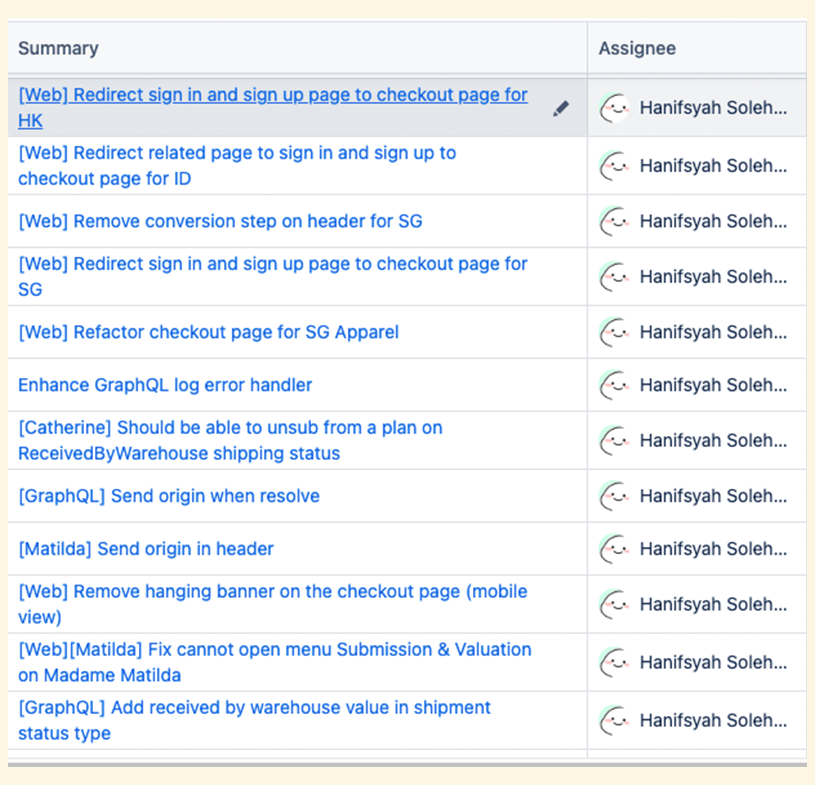 Summary Assignee
[Web] Redirect sign in and sign up page to checkout page for
HK
Hanifsyah Soleh...
[Web] Redirect related page to sign in and sign up to
checkout page for ID
Hanifsyah Soleh...
[Web] Remove conversion step on header for SG
Hanifsyah Soleh...
[Web] Redirect sign in and sign up page to checkout page for
SG
Hanifsyah Soleh...
[Web] Refactor checkout page for SG Apparel
Hanifsyah Soleh...
Enhance GraphQL log error handler
Hanifsyah Soleh...
[Catherine] Should be able to unsub from a plan on
ReceivedByWarehouse shipping status
Hanifsyah Soleh...
[GraphQL] Send origin when resolve
Hanifsyah Soleh...
[Matilda] Send origin in header
Hanifsyah Soleh...
[Web] Remove hanging banner on the checkout page (mobile
view)
Hanifsyah Soleh...
[Web][Matilda] Fix cannot open menu Submission & Valuation
on Madame Matilda
Hanifsyah Soleh...
[GraphQL] Add received by warehouse value in shipment
status type
Hanifsyah Soleh...